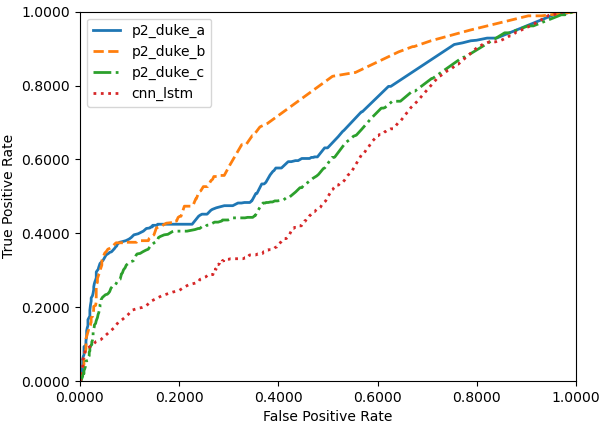 1.0000
0.8000
0.6000
0.4000
0.2000
0.0000
True Positive Rate
p2_duke_a
p2_duke_b
p2_duke_c
cnn_lstm
0.0000 0.2000 0.4000 0.6000 0.8000 1.0000
False Positive Rate